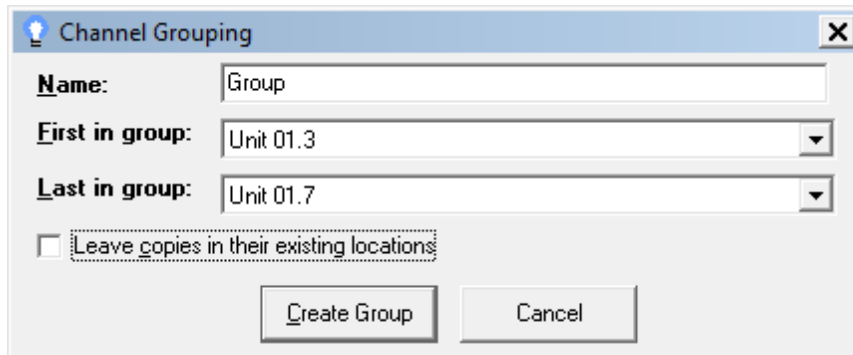 Channel Grouping
Name: Group
First in group: Unit 01.3
Last in group: Unit 01.7
Leave copies in their existing locations
Create Group Cancel